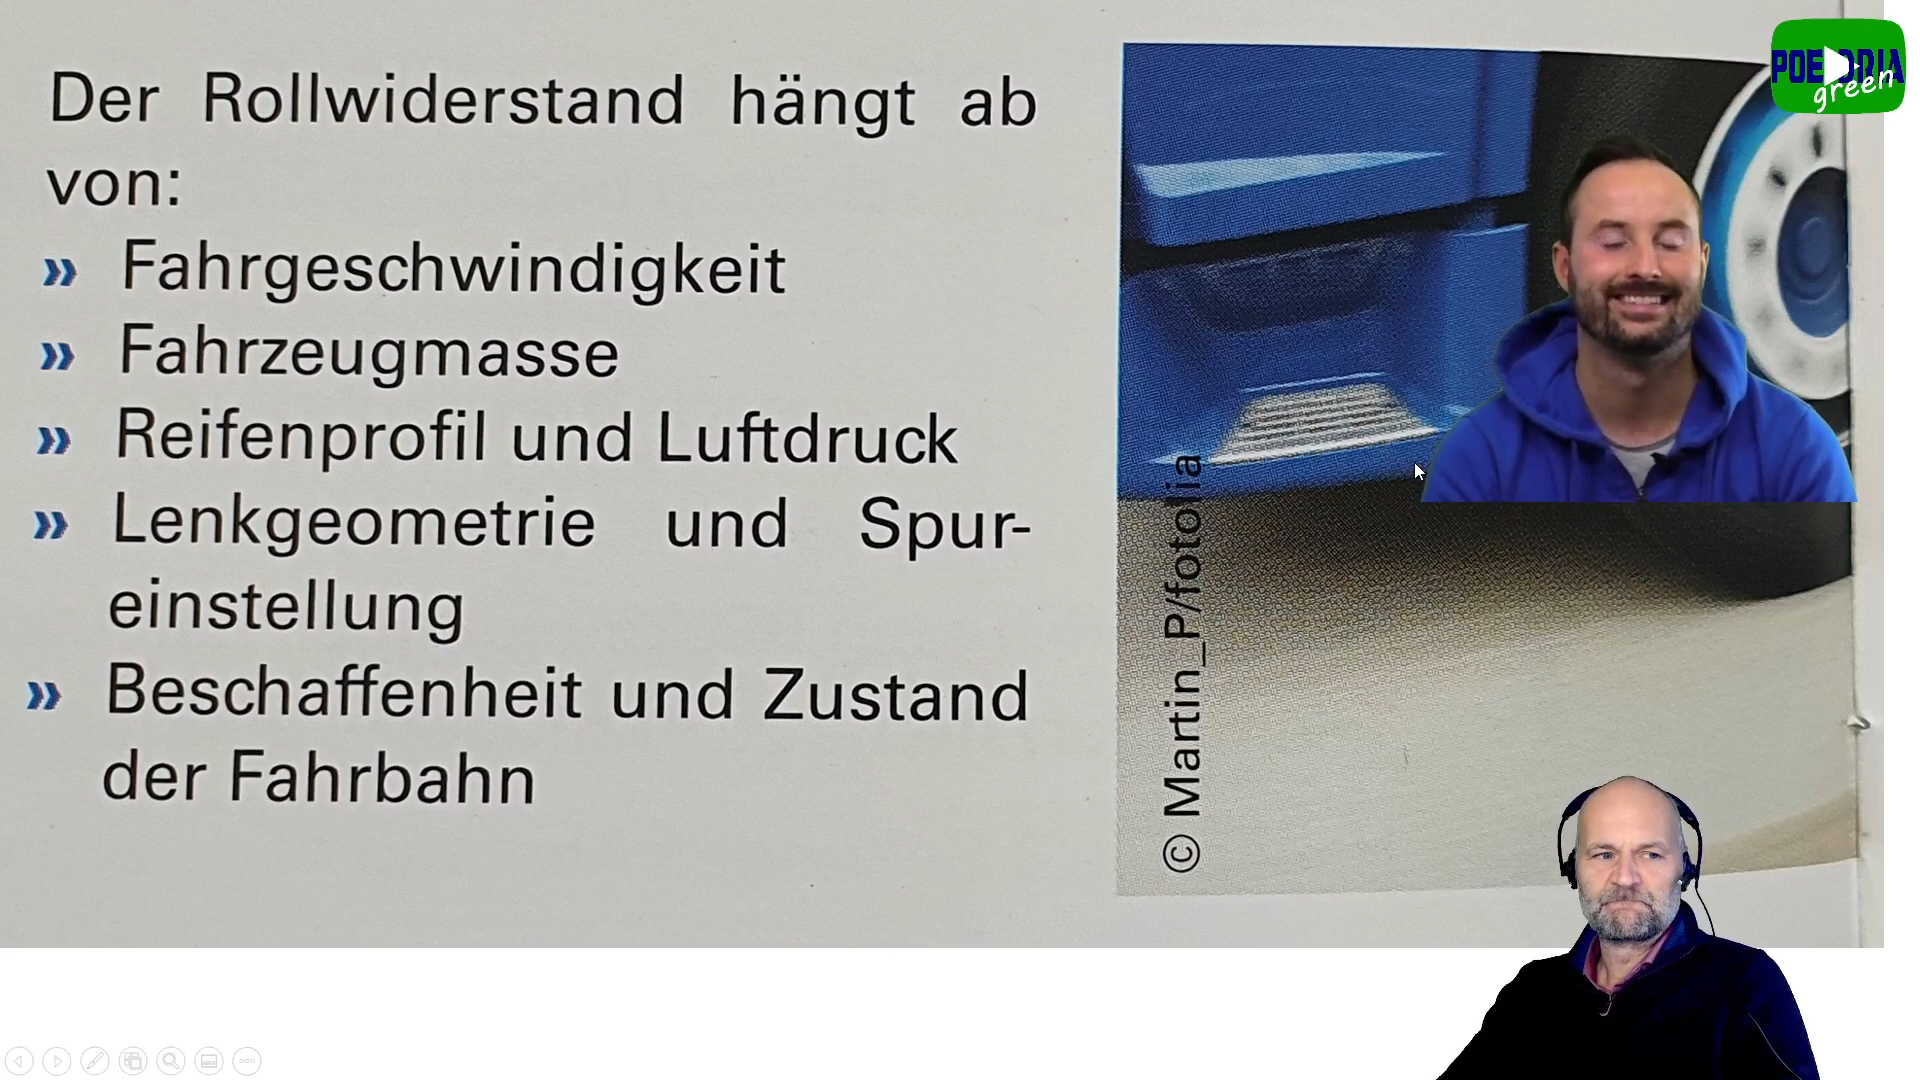 Der Rollwiderstand hängt ab
von:
» Fahrgeschwindigkeit
» Fahrzeugmasse
» Reifenprofil und Luftdruck
» Lenkgeometrie und Spur-
einstellung
» Beschaffenheit und Zustand
der Fahrbahn
© Martin_P/fotolia
green